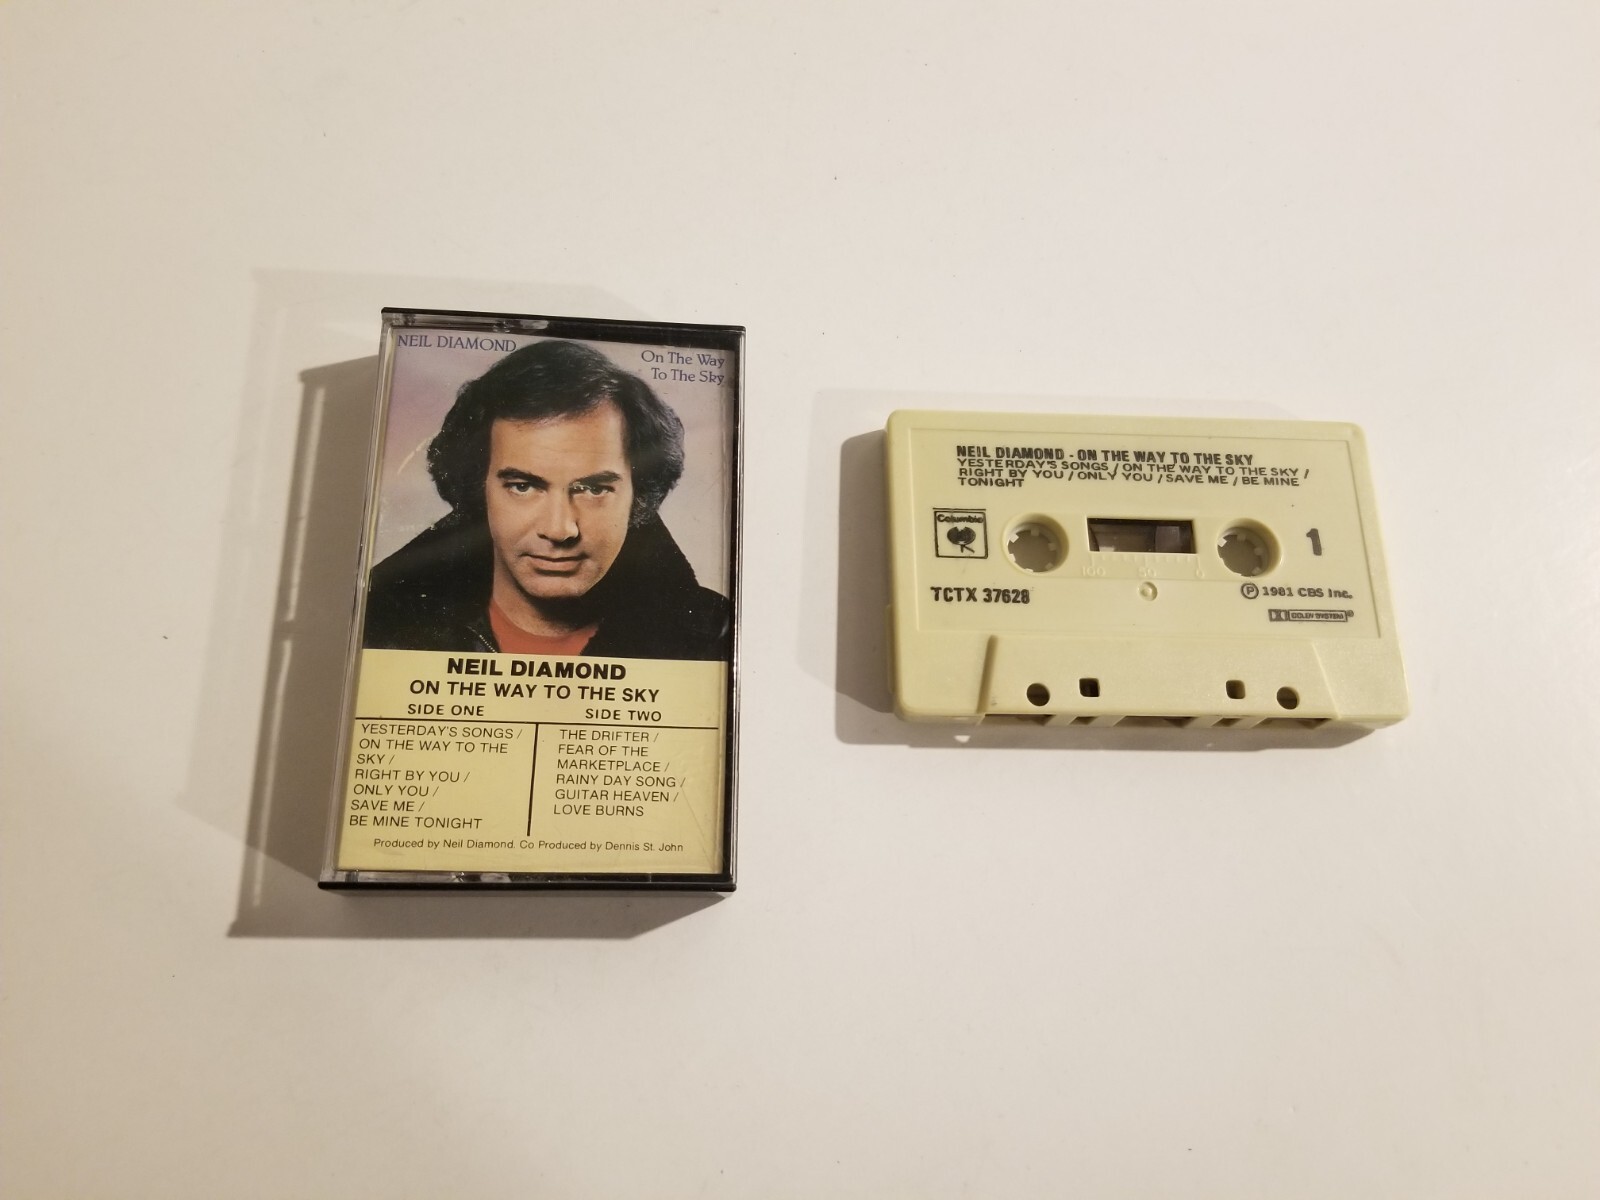 NEIL DIAMOND
On The Way
To The Sky
NEIL DIAMOND
ON THE WAY TO THE SKY
SIDE ONE
YESTERDAY'S SONGS /
ON THE WAY TO THE
SKY /
RIGHT BY YOU /
ONLY YOU /
SAVE ME /
BE MINE TONIGHT
SIDE TWO
THE DRIFTER /
FEAR OF THE
MARKETPLACE /
RAINY DAY SONG /
GUITAR HEAVEN /
LOVE BURNS
Produced by Neil Diamond. Co Produced by Dennis St. John
NEIL DIAMOND - ON THE WAY TO THE SKY
YESTERDAY'S SONGS / ON THE WAY TO THE SKY /
RIGHT BY YOU / ONLY YOU / SAVE ME / BE MINE
TONIGHT
Columbia
1
100 50 0
TCTX 37628
Ⓟ 1981 CBS Inc.
DOLBY SYSTEM®